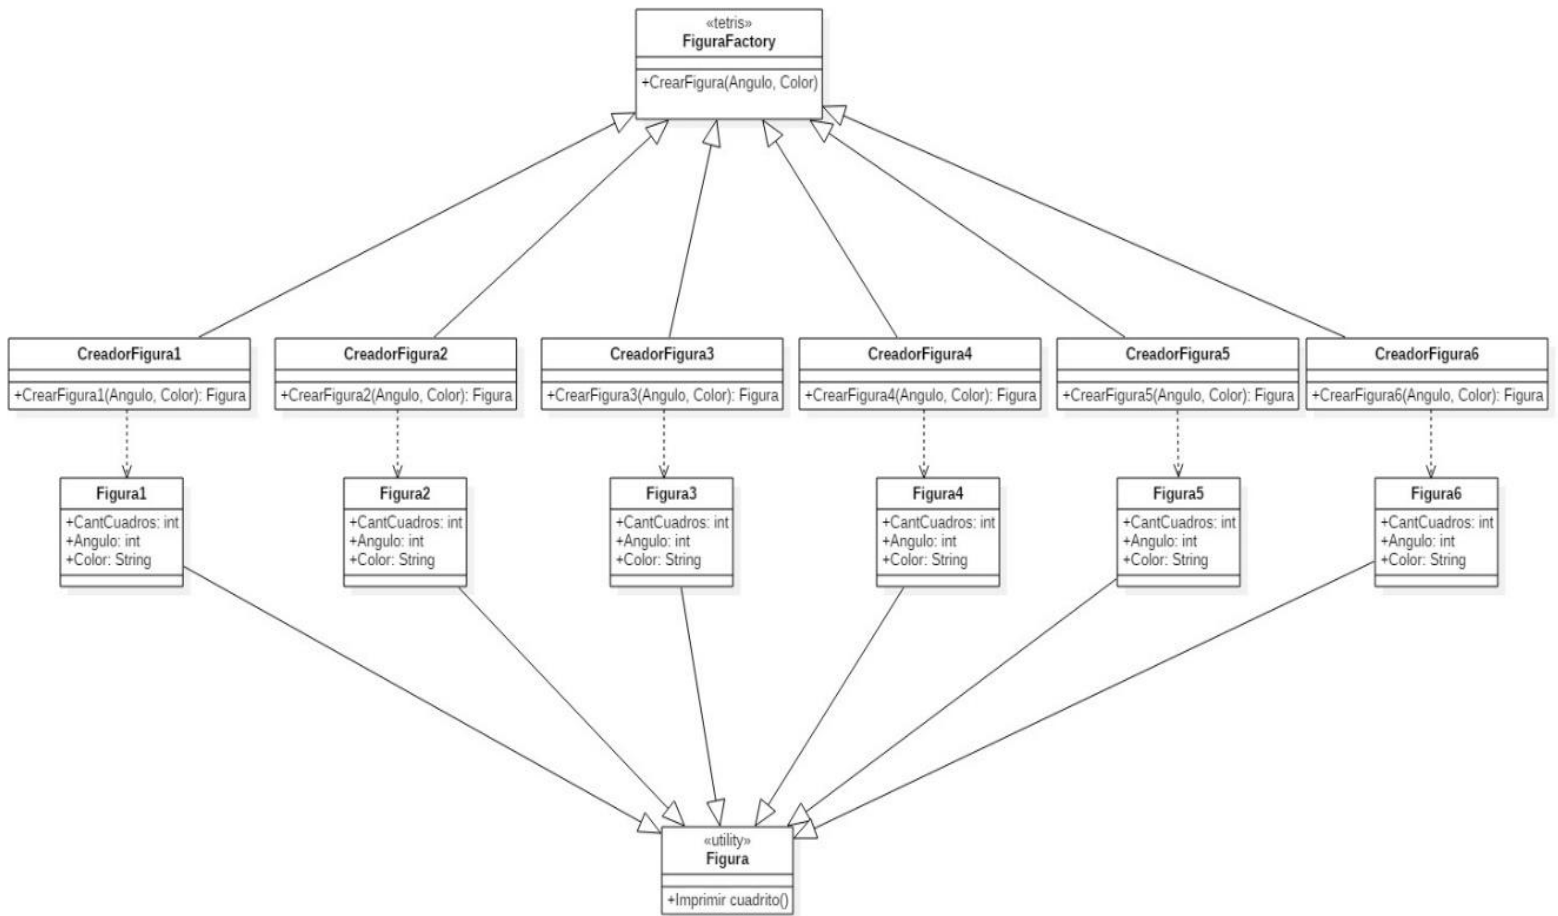 «tetris»
FiguraFactory
+CrearFigura(Angulo, Color)
CreadorFigura1
+CrearFigura1(Angulo, Color): Figura
CreadorFigura2
+CrearFigura2(Angulo, Color): Figura
CreadorFigura3
+CrearFigura3(Angulo, Color): Figura
CreadorFigura4
+CrearFigura4(Angulo, Color): Figura
CreadorFigura5
+CrearFigura5(Angulo, Color): Figura
CreadorFigura6
+CrearFigura6(Angulo, Color): Figura
Figura1
+CantCuadros: int
+Angulo: int
+Color: String
Figura2
+CantCuadros: int
+Angulo: int
+Color: String
Figura3
+CantCuadros: int
+Angulo: int
+Color: String
Figura4
+CantCuadros: int
+Angulo: int
+Color: String
Figura5
+CantCuadros: int
+Angulo: int
+Color: String
Figura6
+CantCuadros: int
+Angulo: int
+Color: String
«utility»
Figura
+Imprimir cuadrito()